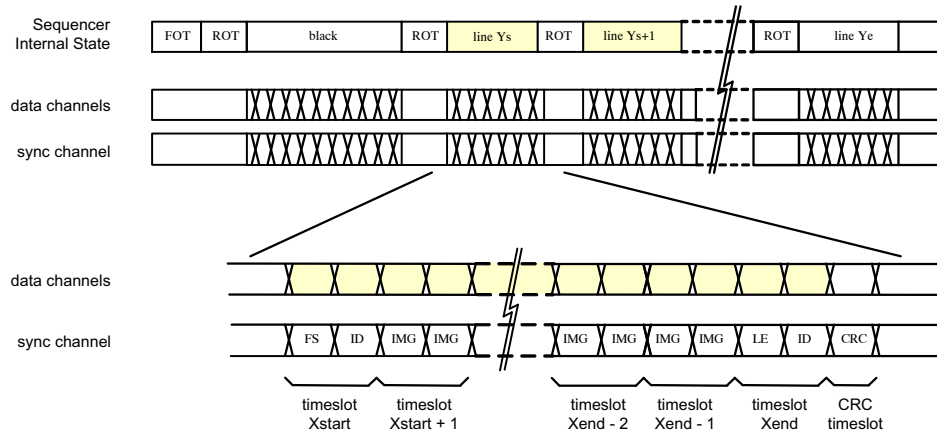 Sequencer
Internal State
FOT ROT black ROT line Ys ROT line Ys+1 ROT line Ye
data channels
sync channel
data channels
sync channel
FS ID IMG IMG IMG IMG IMG IMG LE ID CRC
timeslot timeslot timeslot timeslot timeslot CRC
Xstart Xstart + 1 Xend - 2 Xend - 1 Xend timeslot